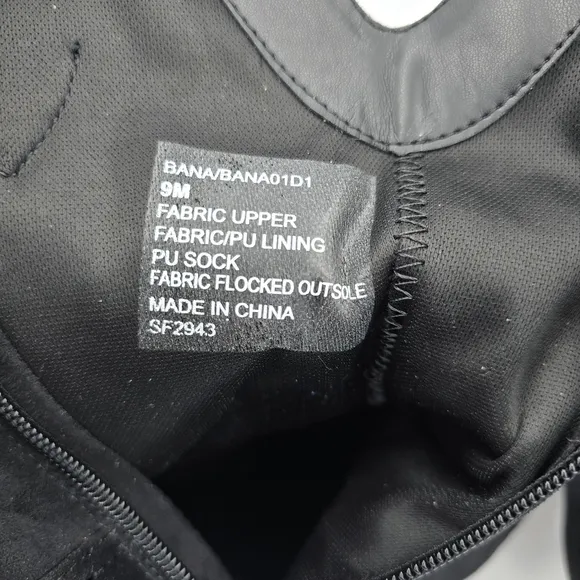 BANA/BANA01D1
9M
FABRIC UPPER
FABRIC/PU LINING
PU SOCK
FABRIC FLOCKED OUTSOLE
MADE IN CHINA
SF2943